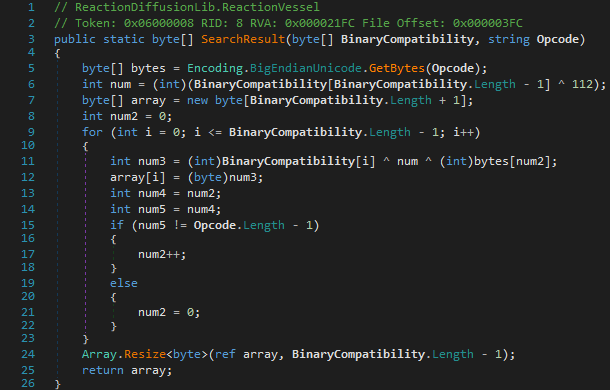 1 // ReactionDiffusionLib.ReactionVessel
2 // Token: 0x06000008 RID: 8 RVA: 0x000021FC File Offset: 0x000003FC
3 public static byte[] SearchResult(byte[] BinaryCompatibility, string Opcode)
4 {
5 byte[] bytes = Encoding.BigEndianUnicode.GetBytes(Opcode);
6 int num = (int)(BinaryCompatibility[BinaryCompatibility.Length - 1] ^ 112);
7 byte[] array = new byte[BinaryCompatibility.Length + 1];
8 int num2 = 0;
9 for (int i = 0; i <= BinaryCompatibility.Length - 1; i++)
10 {
11 int num3 = (int)BinaryCompatibility[i] ^ num ^ (int)bytes[num2];
12 array[i] = (byte)num3;
13 int num4 = num2;
14 int num5 = num4;
15 if (num5 != Opcode.Length - 1)
16 {
17 num2++;
18 }
19 else
20 {
21 num2 = 0;
22 }
23 }
24 Array.Resize<byte>(ref array, BinaryCompatibility.Length - 1);
25 return array;
26 }